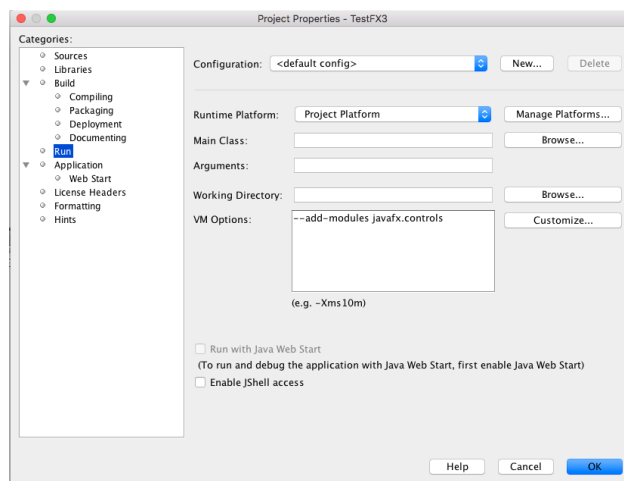 Project Properties - TestFX3
Categories:
Sources
Libraries
Build
Compiling
Packaging
Deployment
Documenting
Run
Application
Web Start
License Headers
Formatting
Hints
Configuration: <default config> New... Delete
Runtime Platform: Project Platform Manage Platforms...
Main Class: Browse...
Arguments:
Working Directory: Browse...
VM Options: --add-modules javafx.controls Customize...
(e.g. -Xms10m)
Run with Java Web Start
(To run and debug the application with Java Web Start, first enable Java Web Start)
Enable JShell access
Help Cancel OK